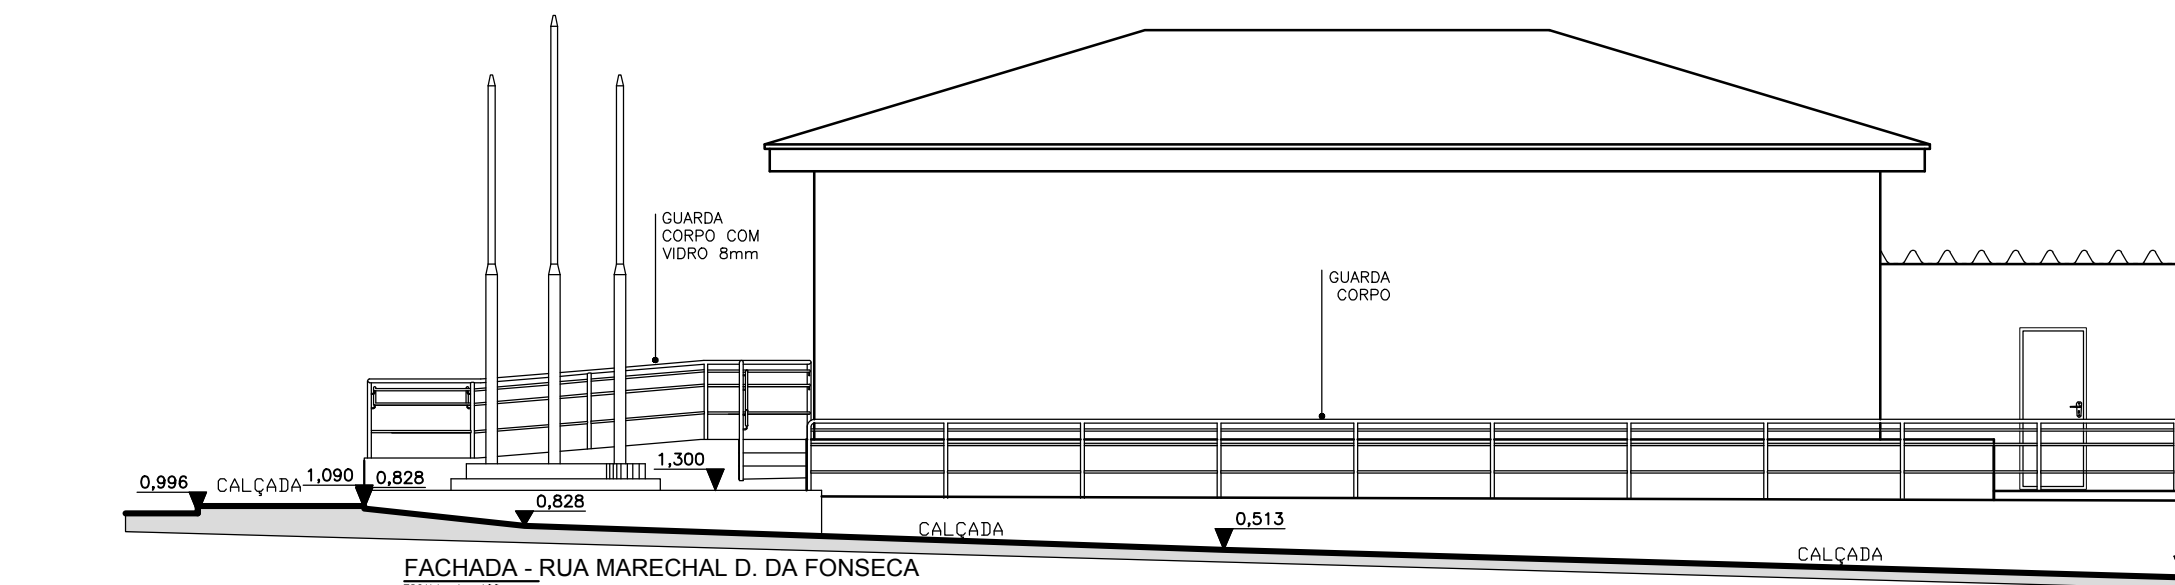 GUARDA
CORPO COM
VIDRO 8mm
GUARDA
CORPO
0,996
CALÇADA
1,090
0,828
1,300
0,828
CALÇADA
0,513
CALÇADA
FACHADA - RUA MARECHAL D. DA FONSECA